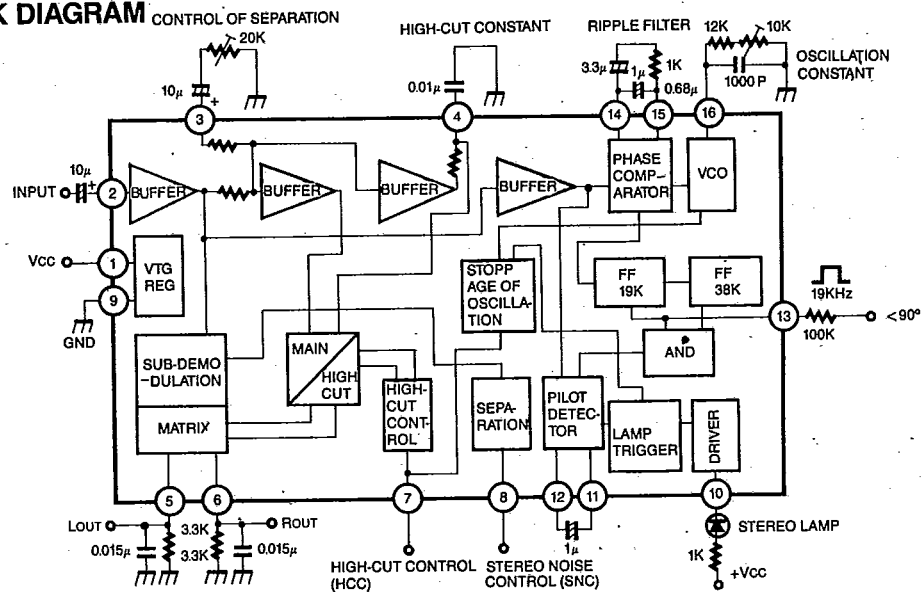 K DIAGRAM
CONTROL OF SEPARATION
HIGH-CUT CONSTANT
RIPPLE FILTER
20K
12K
10K
3.3μ
1μ
1K
1000P
OSCILLATION
CONSTANT
10μ
+
0.01μ
0.68μ
3
4
14
15
16
PHASE
COMP-
ARATOR
VCO
10μ
+
INPUT
2
BUFFER
BUFFER
BUFFER
BUFFER
VCC
1
VTG
REG
9
GND
STOPP
AGE OF
OSCILLA-
TION
FF
19K
FF
38K
19KHz
13
<90°
100K
AND
SUB-DEMO
-DULATION
MAIN
HIGH
CUT
MATRIX
HIGH-
CUT CON-
TROL
SEPA-
RATION
PILOT
DETEC-
TOR
LAMP
TRIGGER
DRIVER
5
6
7
8
12
11
10
LOUT
3.3K
3.3K
ROUT
0.015μ
0.015μ
1μ
STEREO LAMP
1K
+VCC
HIGH-CUT CONTROL
(HCC)
STEREO NOISE
CONTROL (SNC)